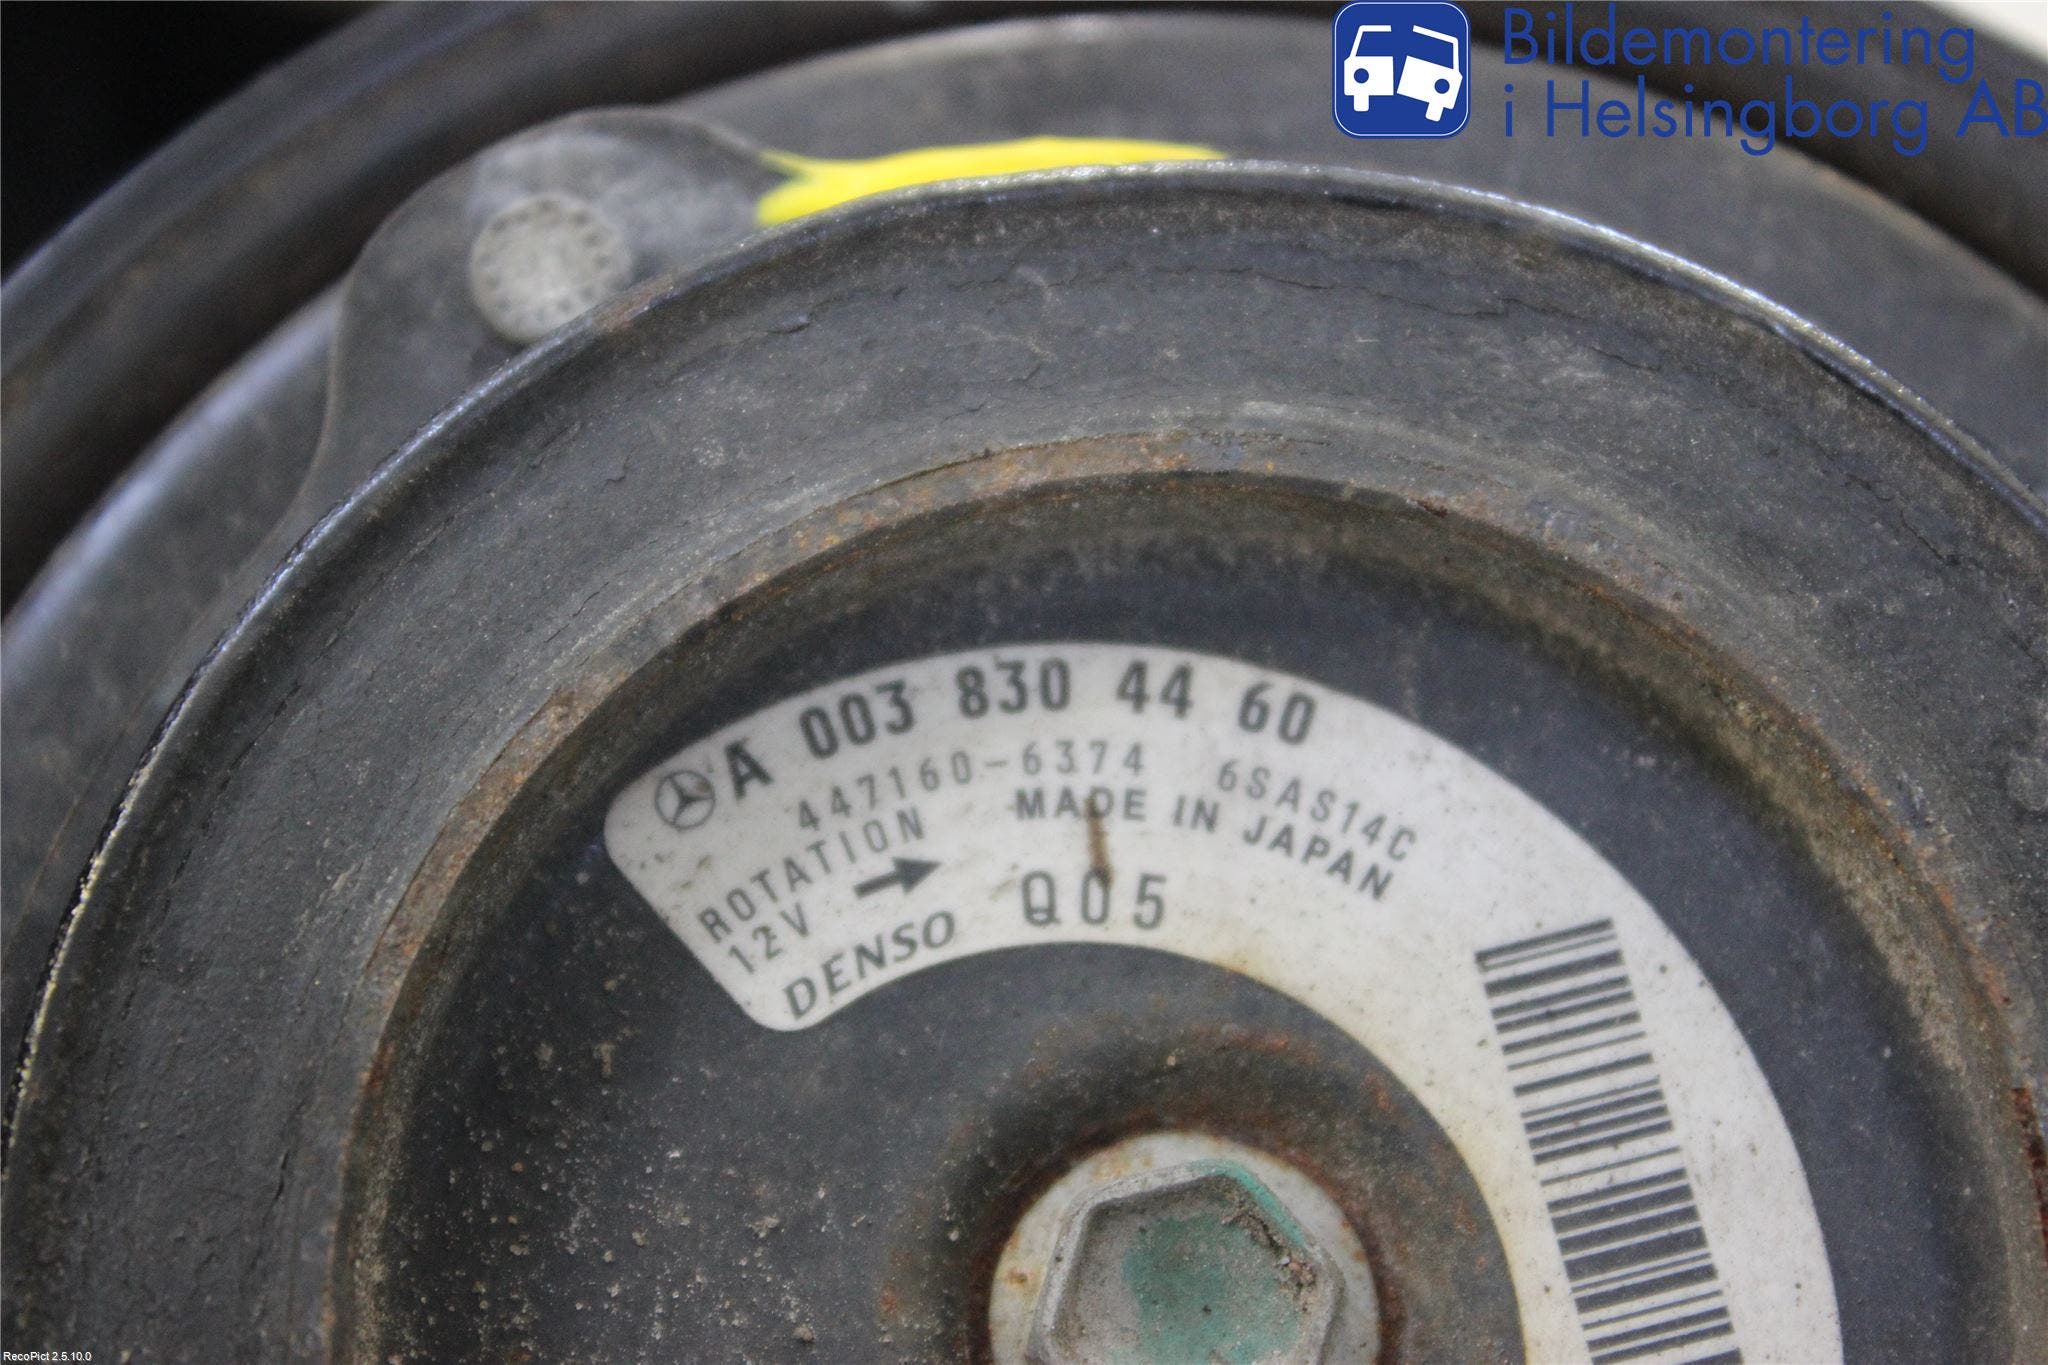 Bildemontering
i Helsingborg AB
A 003 830 44 60
447160-6374 6SAS14C
ROTATION MADE IN JAPAN
12V
DENSO Q05
RecoPict 2.5.10.0